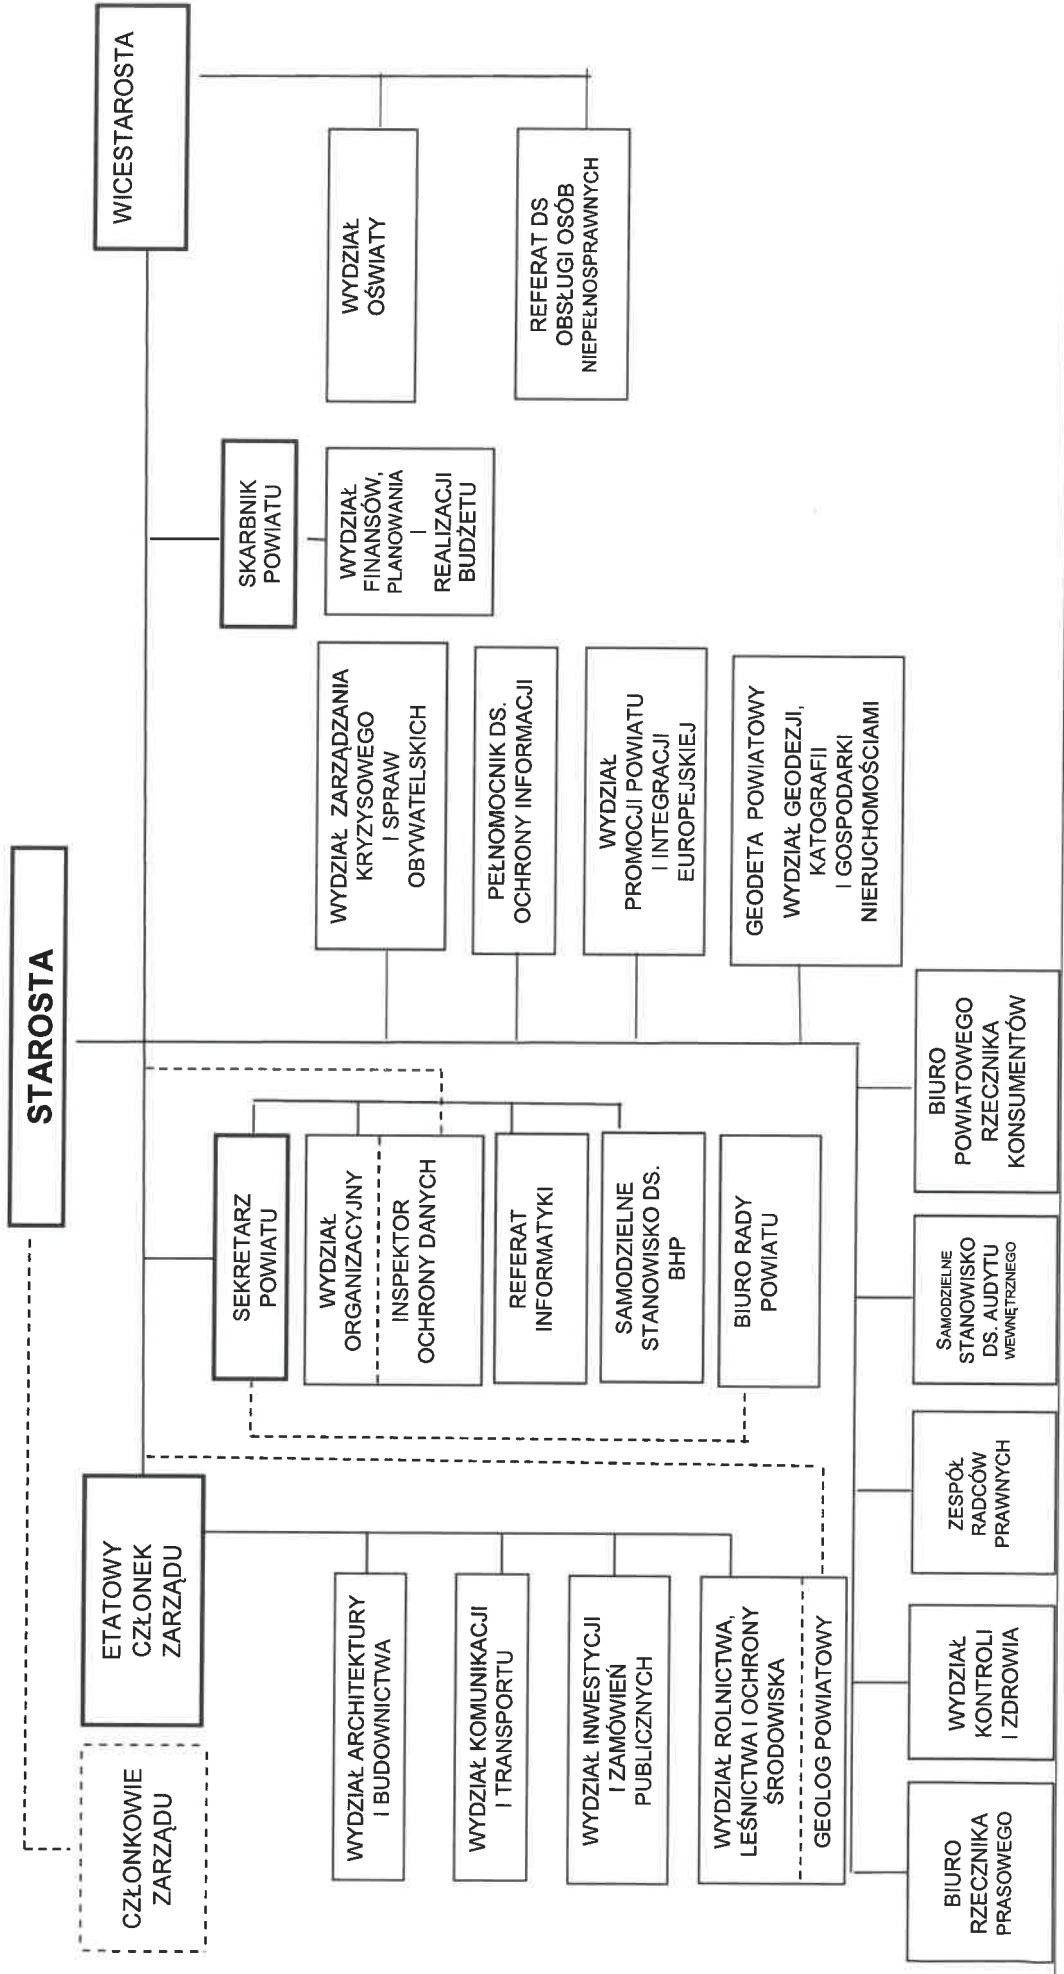 STAROSTA
CZŁONKOWIE
ZARZĄDU
ETATOWY
CZŁONEK
ZARZĄDU
WICESTAROSTA
WYDZIAŁ ARCHITEKTURY
I BUDOWNICTWA
WYDZIAŁ KOMUNIKACJI
I TRANSPORTU
WYDZIAŁ INWESTYCJI
I ZAMÓWIEŃ
PUBLICZNYCH
WYDZIAŁ ROLNICTWA,
LEŚNICTWA I OCHRONY
ŚRODOWISKA
GEOLOG POWIATOWY
SEKRETARZ
POWIATU
WYDZIAŁ
ORGANIZACYJNY
INSPEKTOR
OCHRONY DANYCH
REFERAT
INFORMATYKI
SAMODZIELNE
STANOWISKO DS.
BHP
BIURO RADY
POWIATU
WYDZIAŁ ZARZĄDZANIA
KRYZYSOWEGO
I SPRAW
OBYWATELSKICH
PEŁNOMOCNIK DS.
OCHRONY INFORMACJI
WYDZIAŁ
PROMOCJI POWIATU
I INTEGRACJI
EUROPEJSKIEJ
GEODETA POWIATOWY
WYDZIAŁ GEODEZJI,
KATOGRAFII
I GOSPODARKI
NIERUCHOMOŚCIAMI
SKARBNIK
POWIATU
WYDZIAŁ
FINANSÓW,
PLANOWANIA
I
REALIZACJI
BUDŻETU
WYDZIAŁ
OŚWIATY
REFERAT DS
OBSŁUGI OSÓB
NIEPEŁNOSPRAWNYCH
BIURO
RZECZNIKA
PRASOWEGO
WYDZIAŁ
KONTROLI
I ZDROWIA
ZESPÓŁ
RADCÓW
PRAWNYCH
SAMODZIELNE
STANOWISKO
DS. AUDYTU
WEWNĘTRZNEGO
BIURO
POWIATOWEGO
RZECZNIKA
KONSUMENTÓW